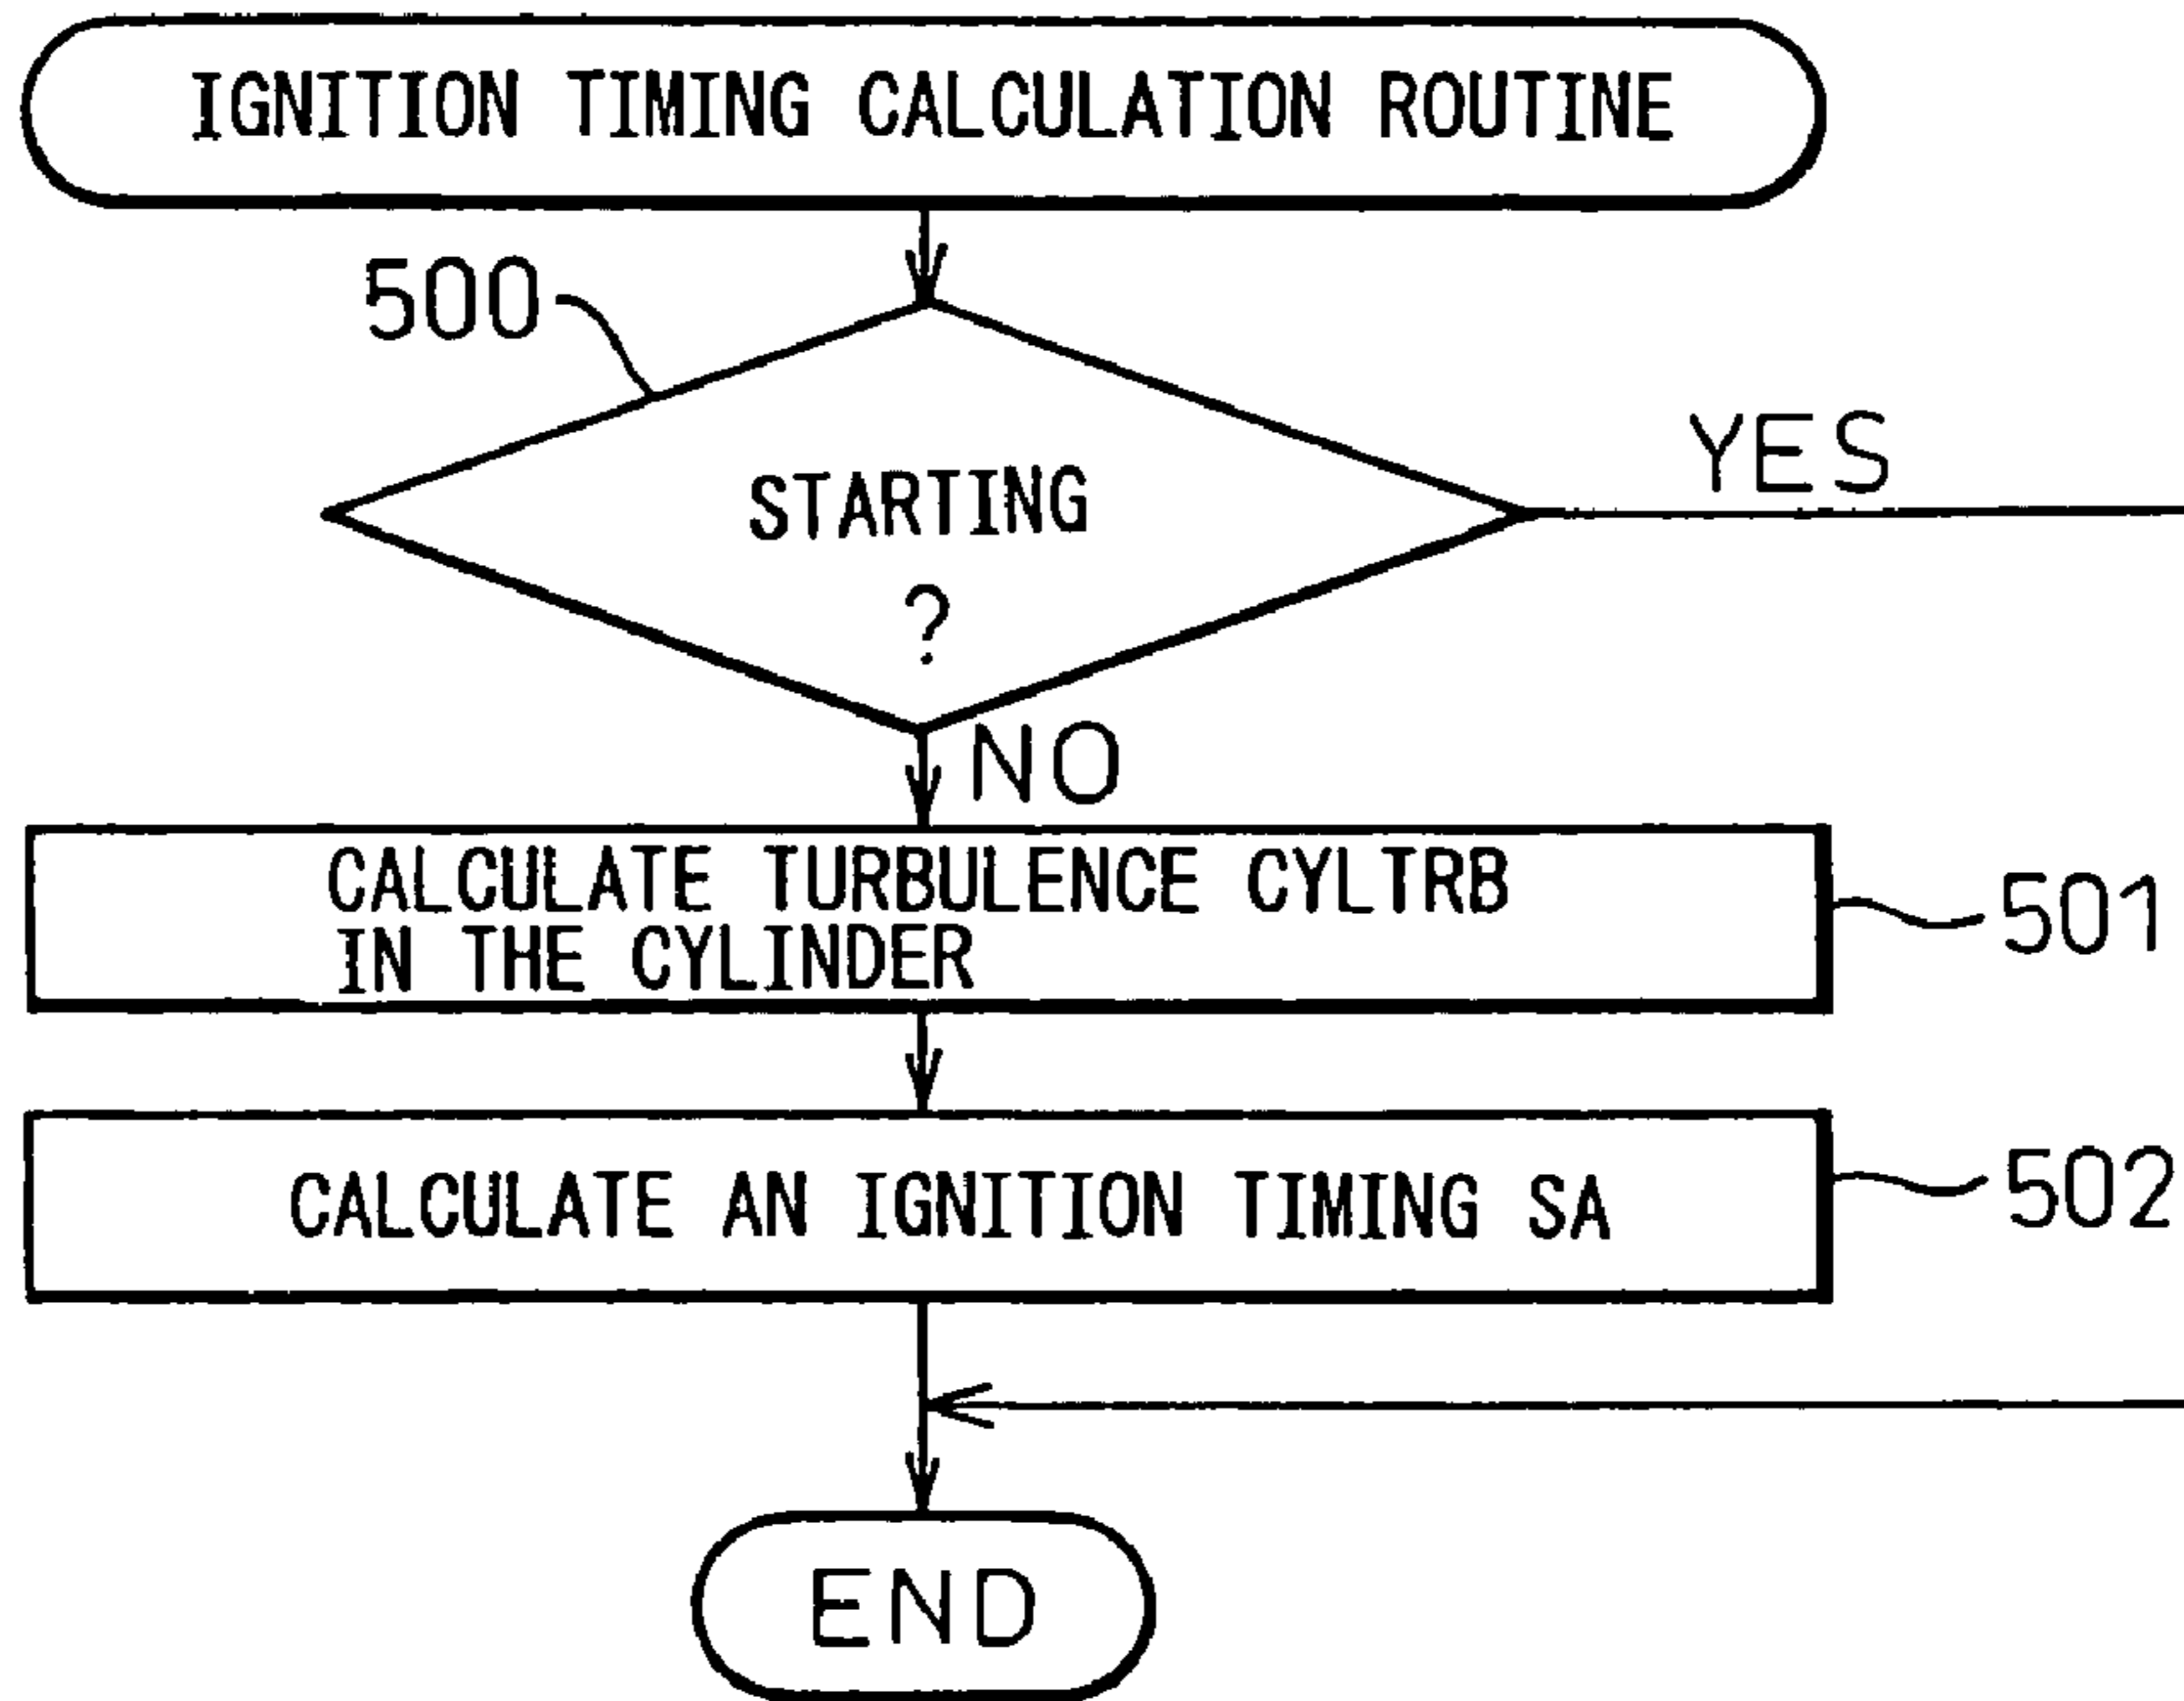 IGNITION TIMING CALCULATION ROUTINE
500
STARTING
?
YES
NO
CALCULATE TURBULENCE CYLTRB
IN THE CYLINDER
501
CALCULATE AN IGNITION TIMING SA
502
END